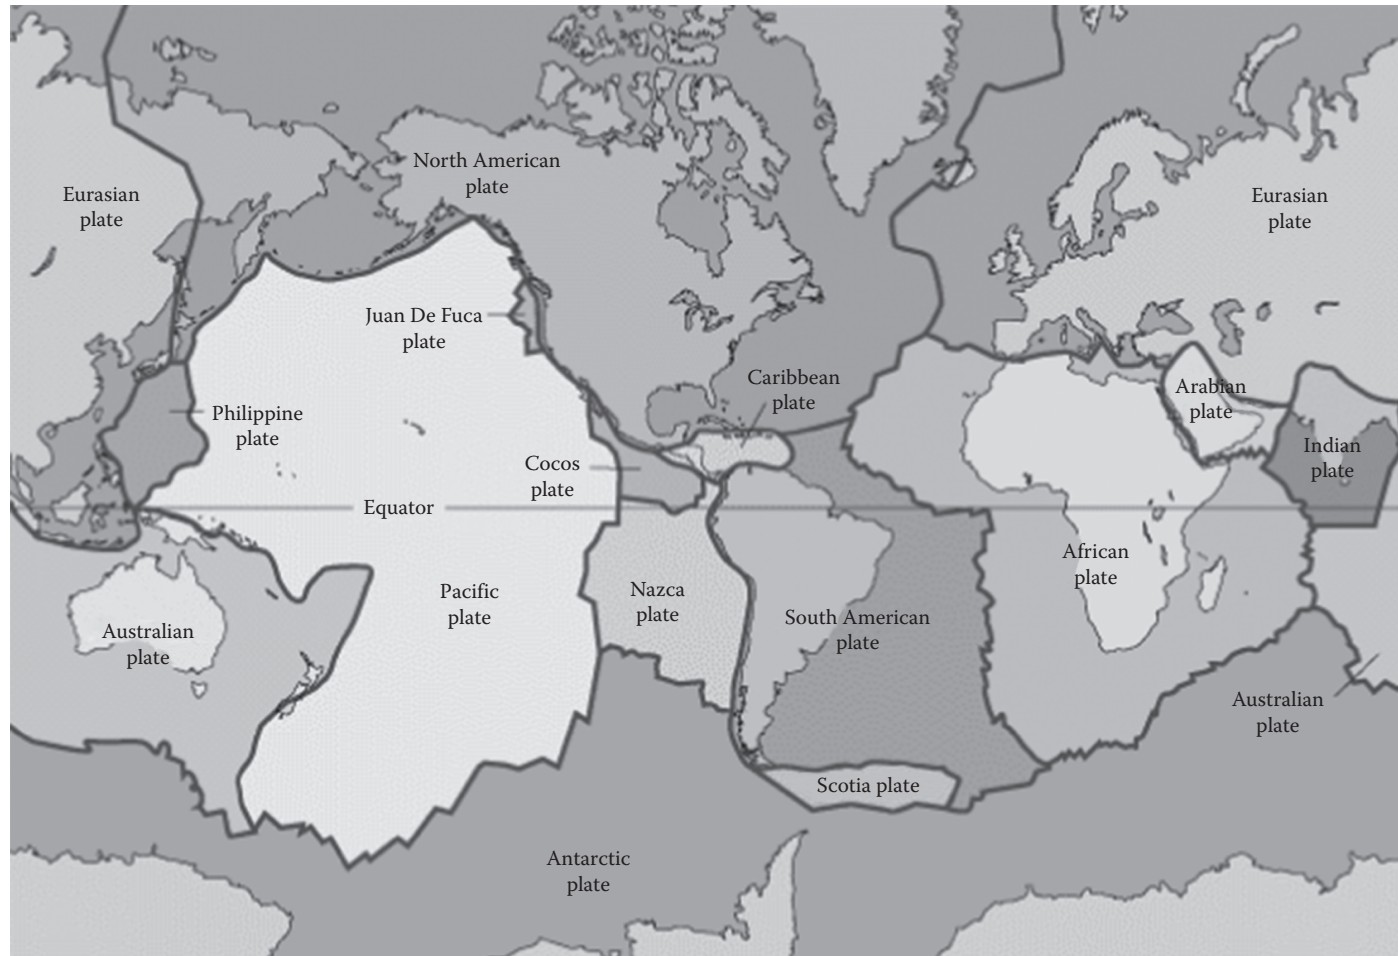 North American
plate
Eurasian
plate
Eurasian
plate
Juan De Fuca
plate
Caribbean
plate
Arabian
plate
Philippine
plate
Indian
plate
Cocos
plate
Equator
African
plate
Pacific
plate
Nazca
plate
South American
plate
Australian
plate
Australian
plate
Scotia plate
Antarctic
plate